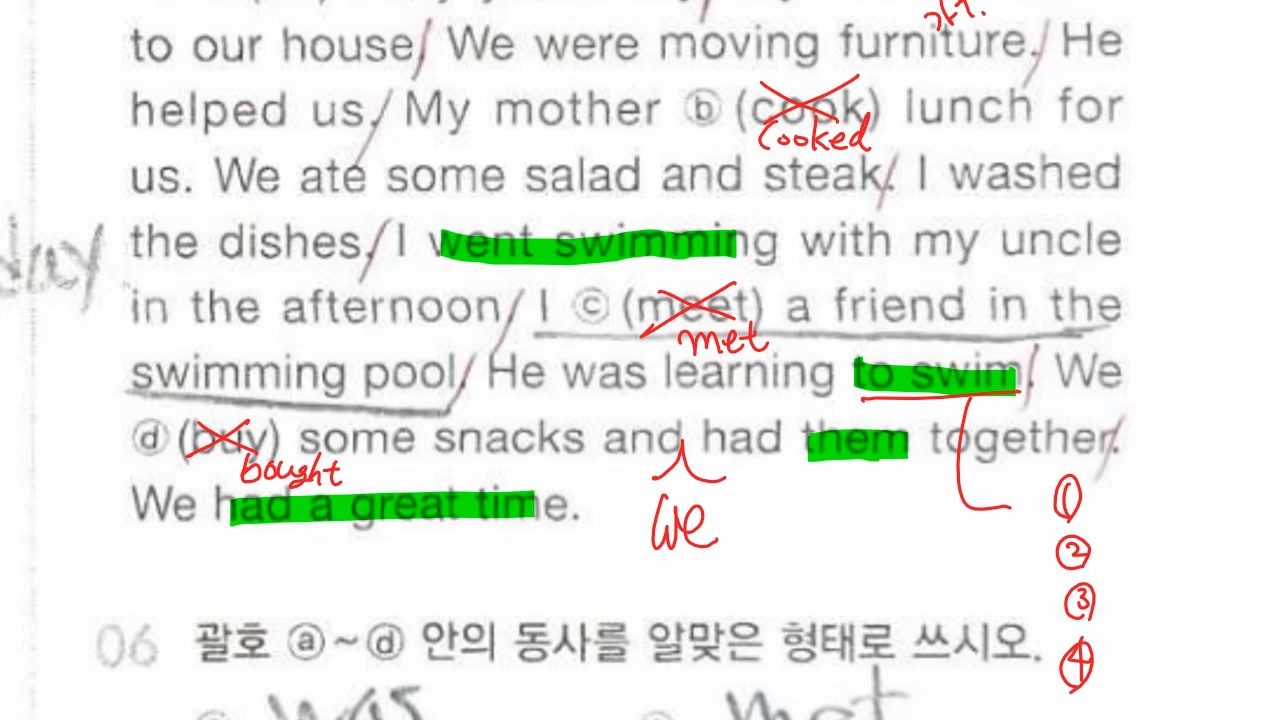 to our house. We were moving furniture. He
helped us. My mother ⓑ (cook) lunch for
cooked
us. We ate some salad and steak. I washed
the dishes. I went swimming with my uncle
in the afternoon. I ⓒ (meet) a friend in the
met
swimming pool. He was learning to swim. We
ⓓ (buy) some snacks and had them together.
bought
We had a great time.
we
①
②
③
④
06 괄호 ⓐ~ⓓ 안의 동사를 알맞은 형태로 쓰시오.
was met